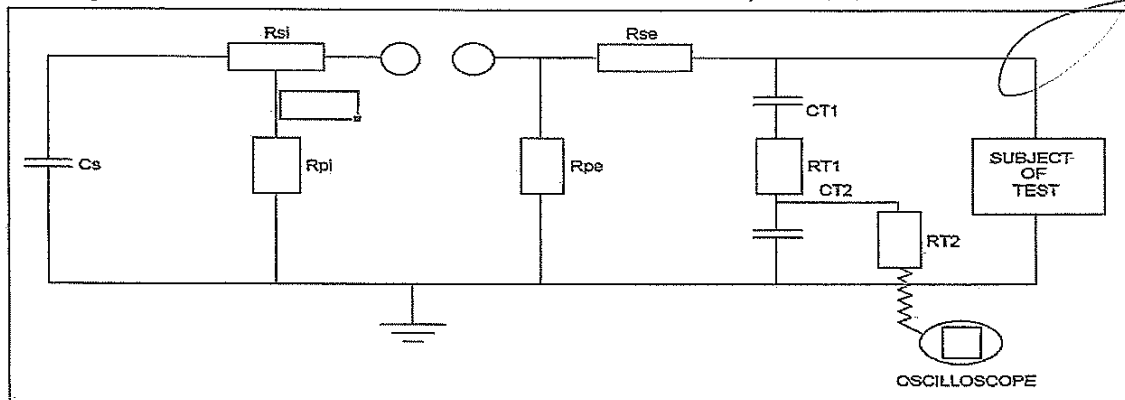 Rsi
Rse
CT1
Cs
Rpi
Rpe
RT1
CT2
SUBJECT
OF
TEST
RT2
OSCILLOSCOPE